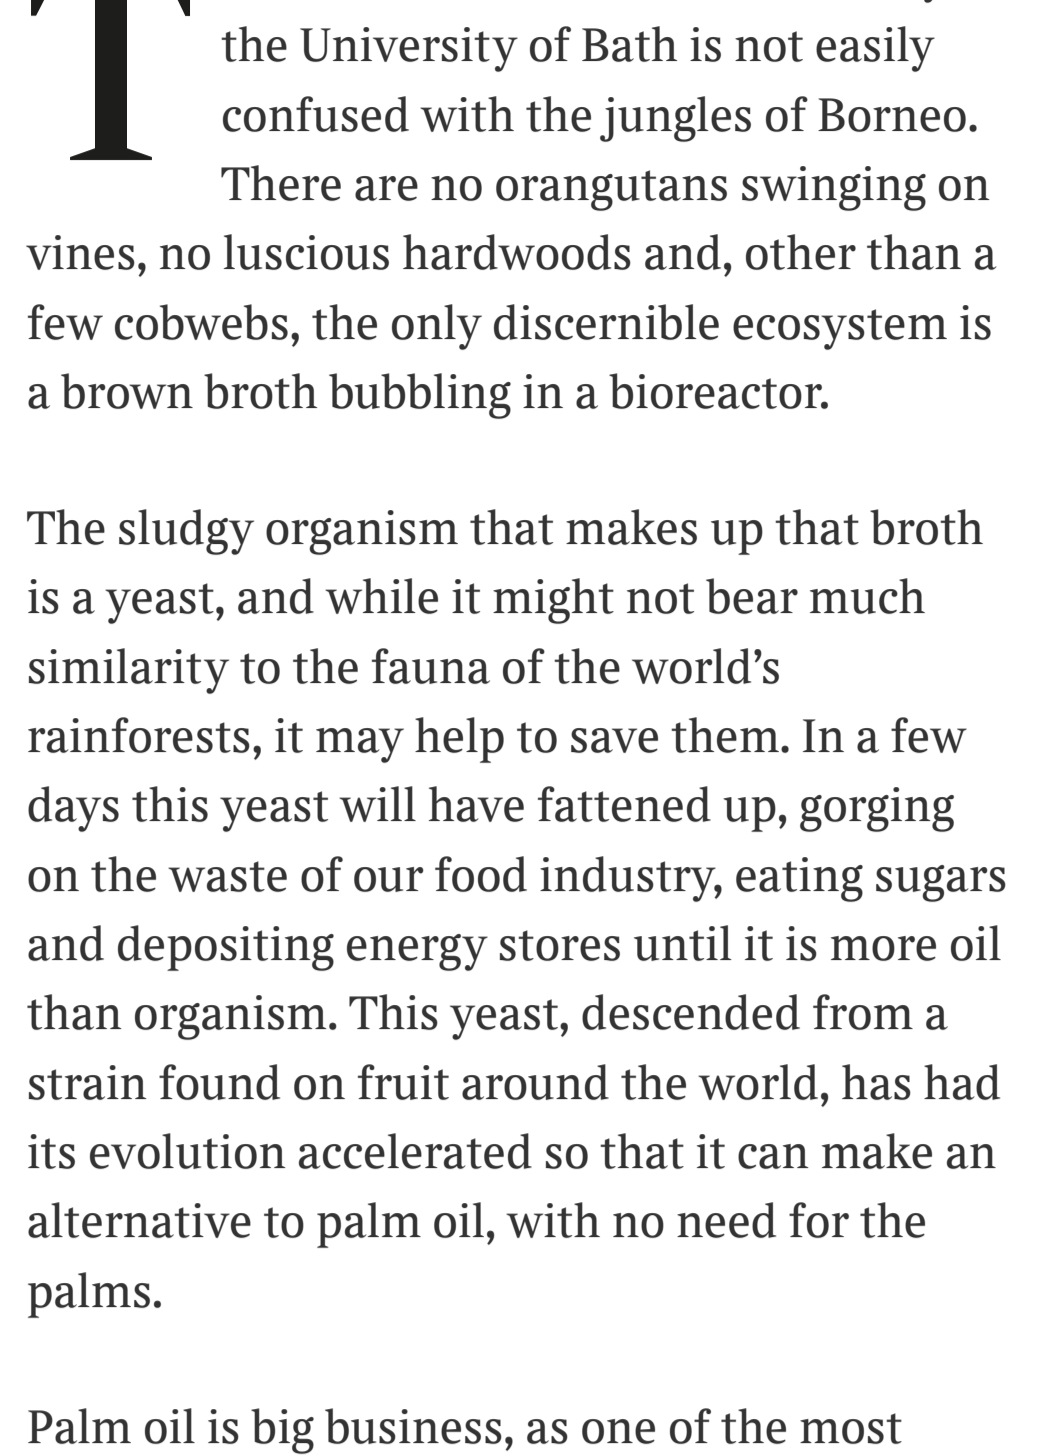 T
the University of Bath is not easily
confused with the jungles of Borneo.
There are no orangutans swinging on
vines, no luscious hardwoods and, other than a
few cobwebs, the only discernible ecosystem is
a brown broth bubbling in a bioreactor.
The sludgy organism that makes up that broth
is a yeast, and while it might not bear much
similarity to the fauna of the world’s
rainforests, it may help to save them. In a few
days this yeast will have fattened up, gorging
on the waste of our food industry, eating sugars
and depositing energy stores until it is more oil
than organism. This yeast, descended from a
strain found on fruit around the world, has had
its evolution accelerated so that it can make an
alternative to palm oil, with no need for the
palms.
Palm oil is big business, as one of the most